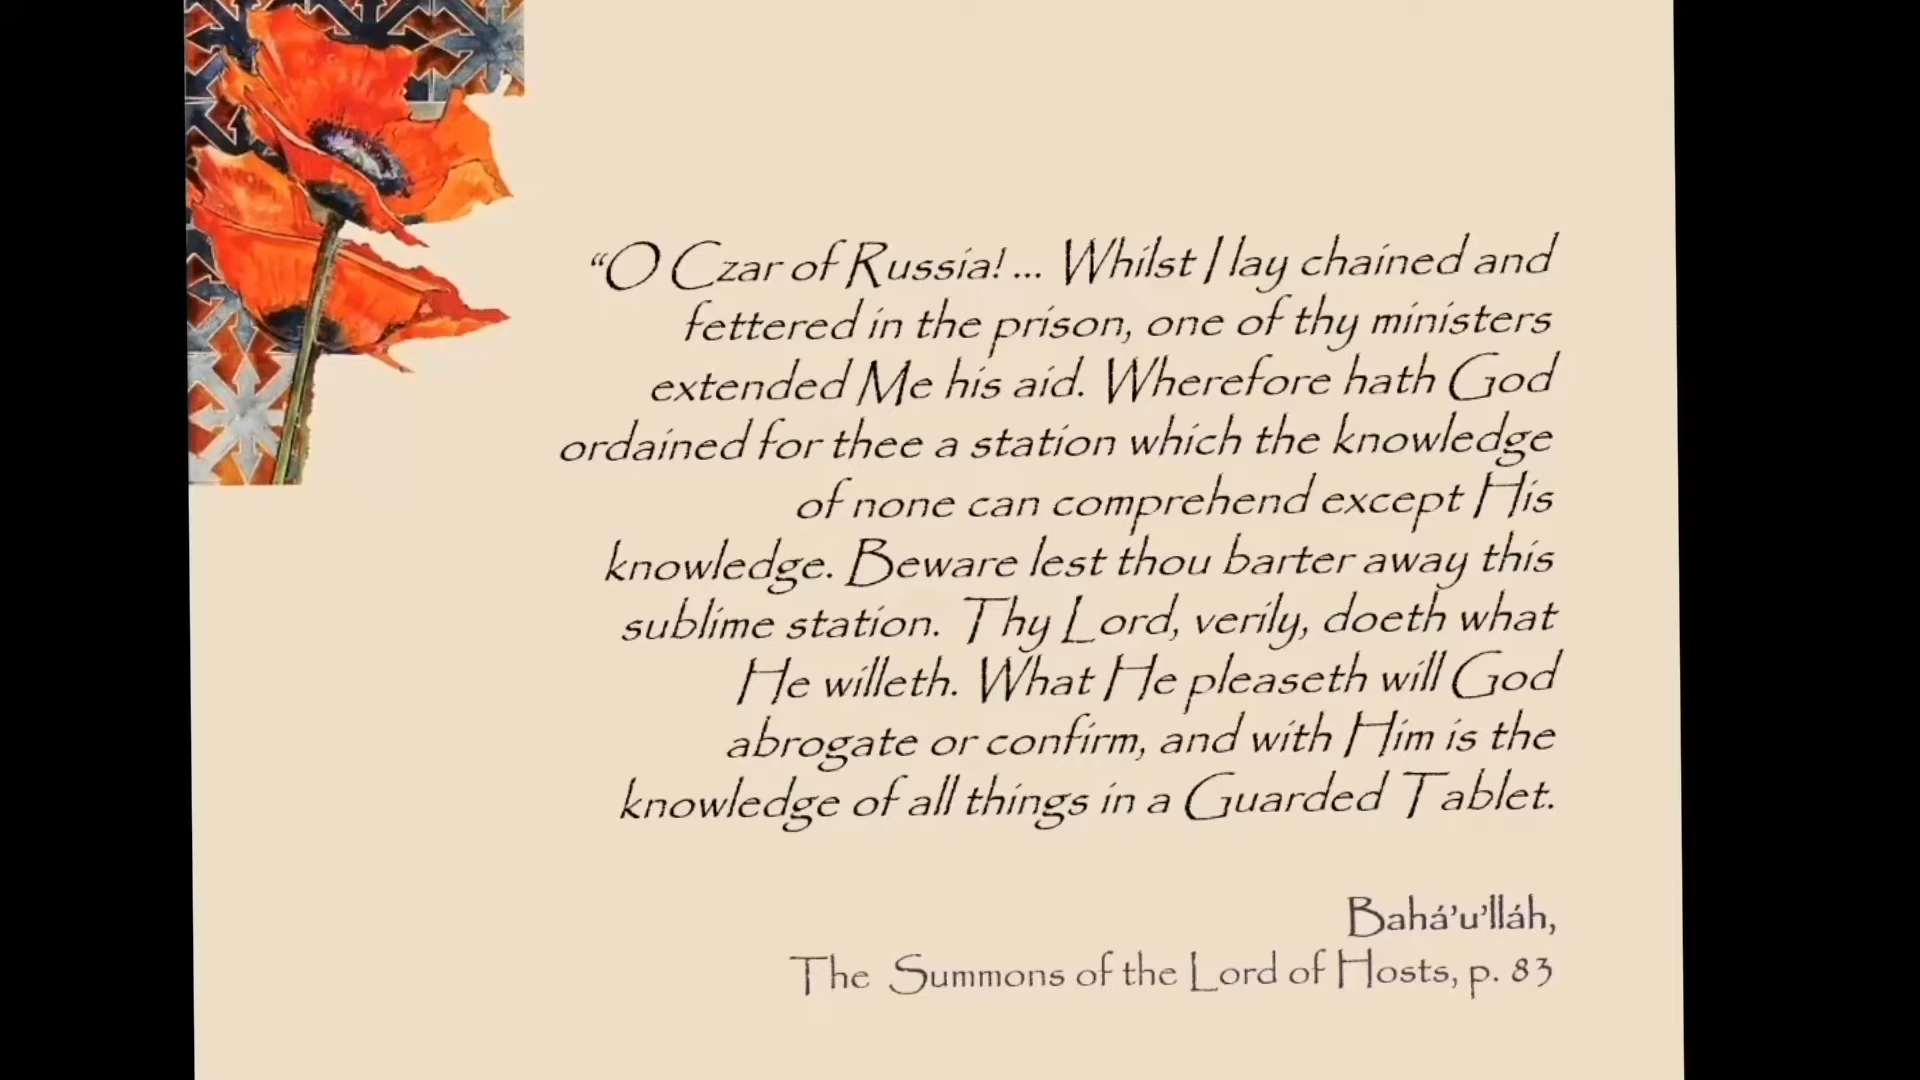 “O Czar of Russia! ... Whilst I lay chained and
fettered in the prison, one of thy ministers
extended Me his aid. Wherefore hath God
ordained for thee a station which the knowledge
of none can comprehend except His
knowledge. Beware lest thou barter away this
sublime station. Thy Lord, verily, doeth what
He willeth. What He pleaseth will God
abrogate or confirm, and with Him is the
knowledge of all things in a Guarded Tablet.
Bahá’u’lláh,
The Summons of the Lord of Hosts, p. 83